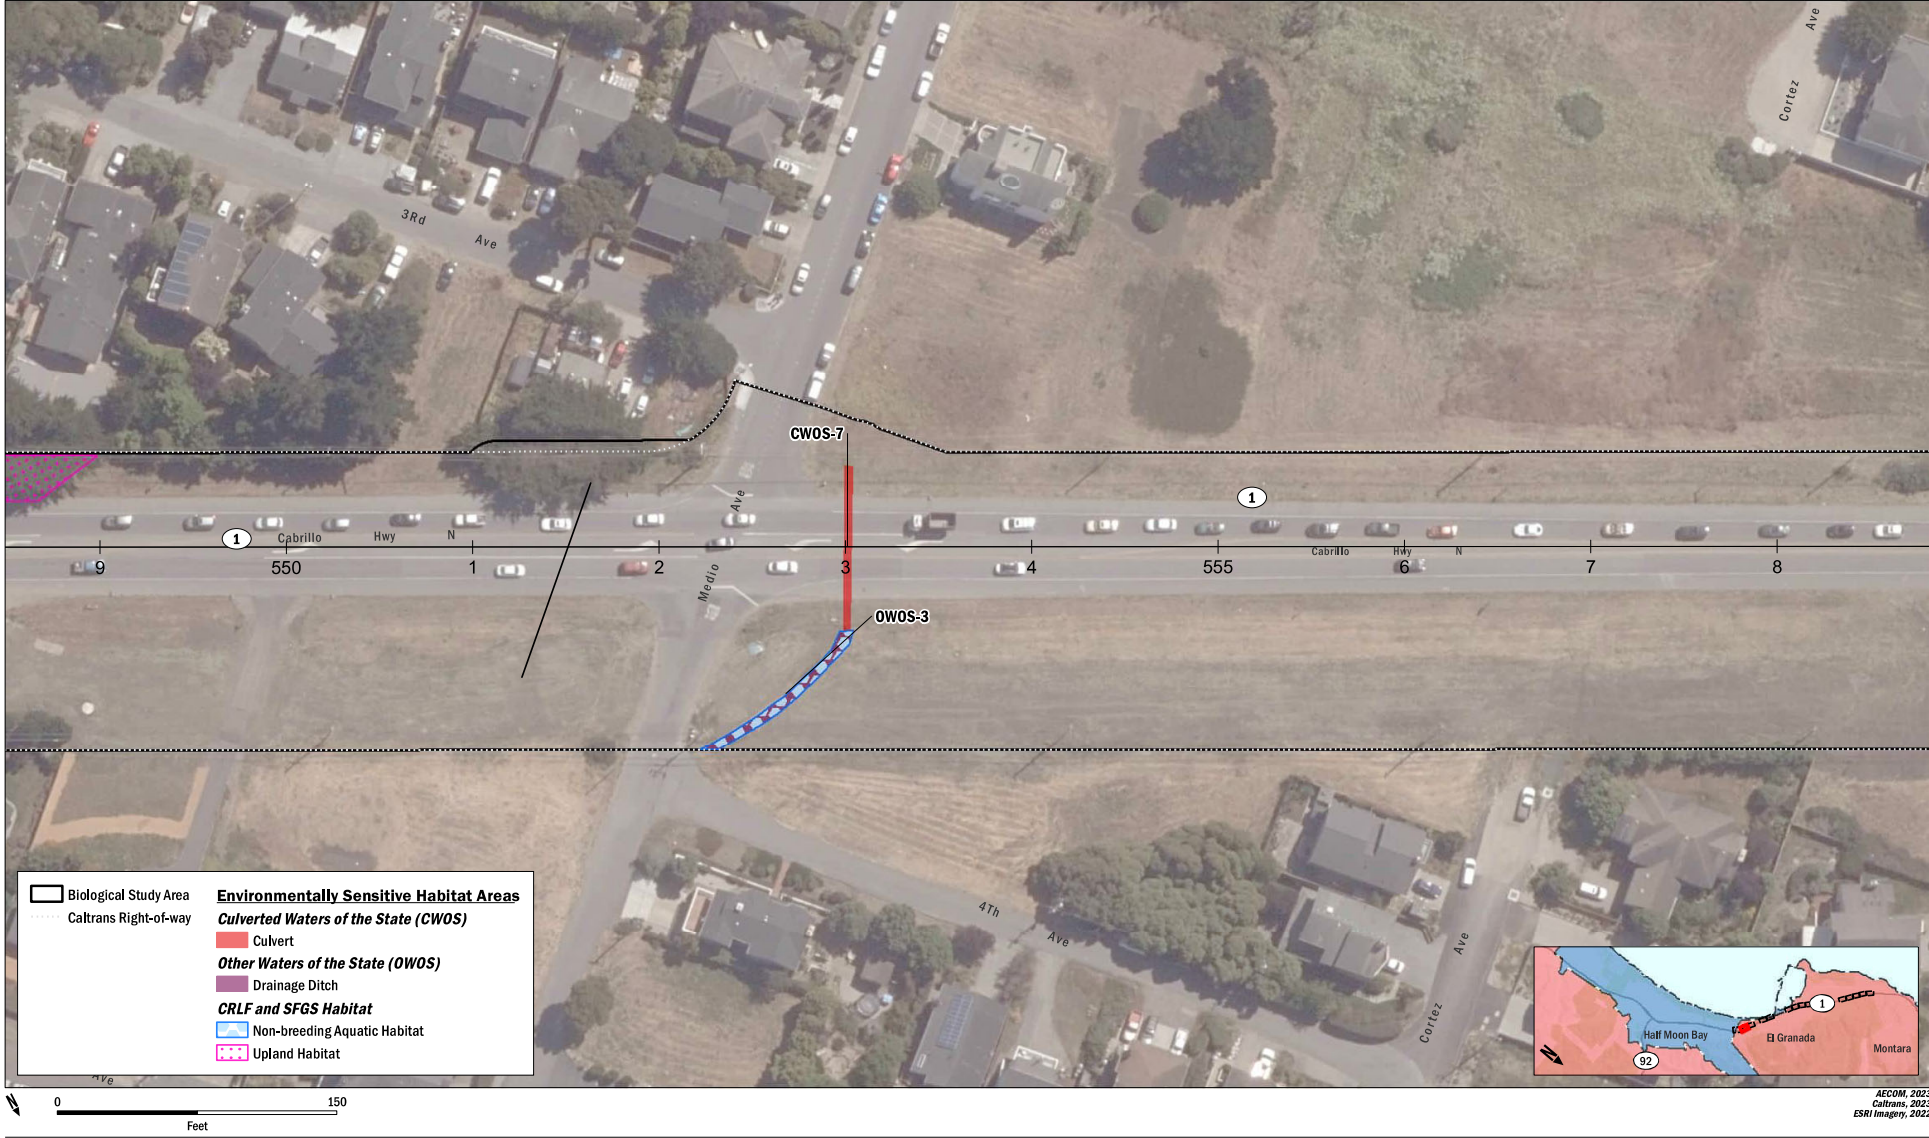 Ave
Cortez
3Rd
Ave
CWOS-7
1
Ave
1
Cabrillo Hwy N
Cabrillo Hwy N
9 550 1 2 3 4 555 6 7 8
Medio
OWOS-3
4Th
Ave
Ave
Cortez
Biological Study Area
Caltrans Right-of-way
Environmentally Sensitive Habitat Areas
Culverted Waters of the State (CWOS)
Culvert
Other Waters of the State (OWOS)
Drainage Ditch
CRLF and SFGS Habitat
Non-breeding Aquatic Habitat
Upland Habitat
Ave
1
Half Moon Bay
El Granada
Montara
92
N
N
0 150
Feet
AECOM, 2023
Caltrans, 2023
ESRI Imagery, 2022